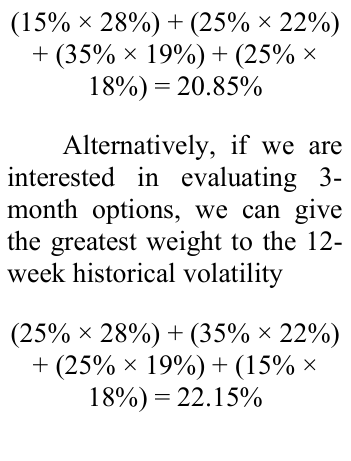 (15% × 28%) + (25% × 22%)
+ (35% × 19%) + (25% ×
18%) = 20.85%
Alternatively, if we are
interested in evaluating 3-
month options, we can give
the greatest weight to the 12-
week historical volatility
(25% × 28%) + (35% × 22%)
+ (25% × 19%) + (15% ×
18%) = 22.15%